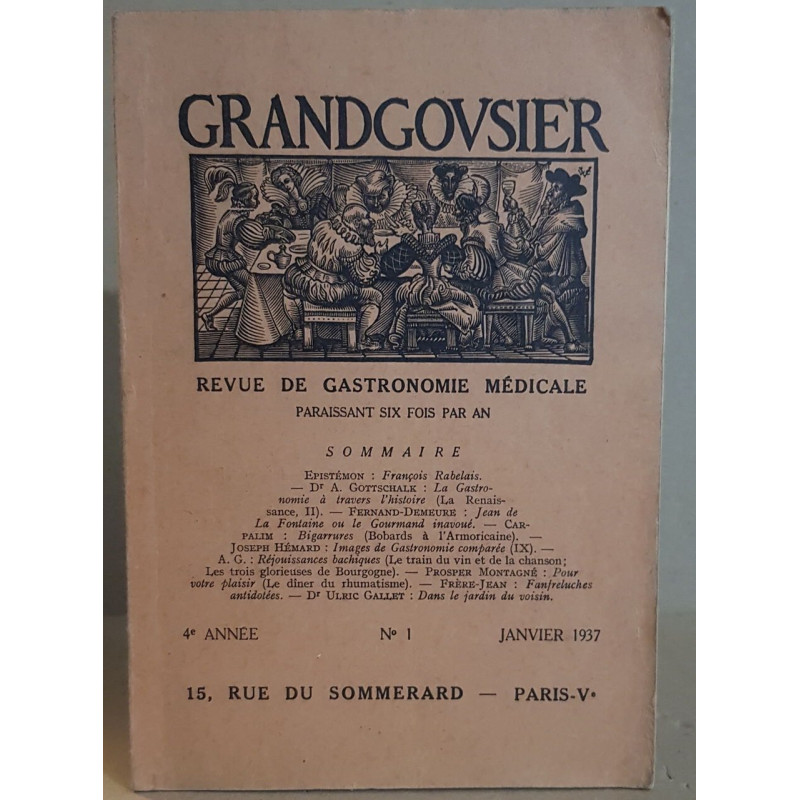 GRANDGOVSIER
REVUE DE GASTRONOMIE MÉDICALE
PARAISSANT SIX FOIS PAR AN
SOMMAIRE
EPISTÉMON : François Rabelais.
— Dr A. GOTTSCHALK : La Gastro-
nomie à travers l'histoire (La Renais-
sance, II). — FERNAND-DEMEURE : Jean de
La Fontaine ou le Gourmand inavoué. — CAR-
PALIM : Bigarrures (Bobards à l'Armoricaine). —
JOSEPH HÉMARD : Images de Gastronomie comparée (IX). —
A. G. : Réjouissances bachiques (Le train du vin et de la chanson;
Les trois glorieuses de Bourgogne). — PROSPER MONTAGNÉ : Pour
votre plaisir (Le dîner du rhumatisme). — FRÈRE-JEAN : Fanfreluches
antidotées. — Dr ULRIC GALLET : Dans le jardin du voisin.
4e ANNÉE No 1 JANVIER 1937
15, RUE DU SOMMERARD — PARIS-Ve